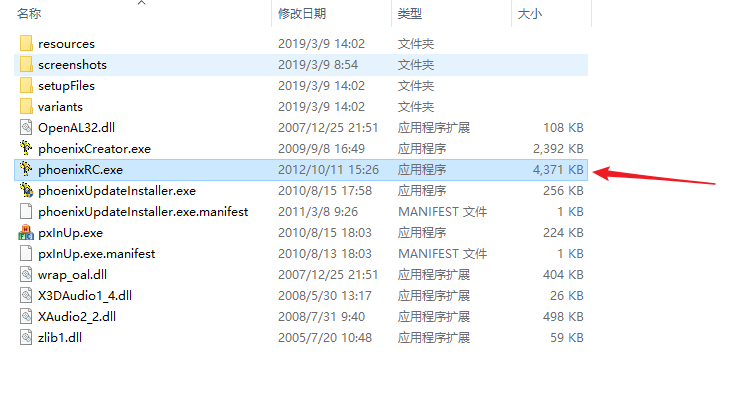 名称 修改日期 类型 大小
resources 2019/3/9 14:02 文件夹
screenshots 2019/3/9 8:54 文件夹
setupFiles 2019/3/9 14:02 文件夹
variants 2019/3/9 14:02 文件夹
OpenAL32.dll 2007/12/25 21:51 应用程序扩展 108 KB
phoenixCreator.exe 2009/9/8 16:49 应用程序 2,392 KB
phoenixRC.exe 2012/10/11 15:26 应用程序 4,371 KB
phoenixUpdateInstaller.exe 2010/8/15 17:58 应用程序 256 KB
phoenixUpdateInstaller.exe.manifest 2011/3/8 9:26 MANIFEST 文件 1 KB
pxInUp.exe 2010/8/15 18:03 应用程序 224 KB
pxInUp.exe.manifest 2010/8/13 18:03 MANIFEST 文件 1 KB
wrap_oal.dll 2007/12/25 21:51 应用程序扩展 404 KB
X3DAudio1_4.dll 2008/5/30 13:17 应用程序扩展 26 KB
XAudio2_2.dll 2008/7/31 9:40 应用程序扩展 498 KB
zlib1.dll 2005/7/20 10:48 应用程序扩展 59 KB